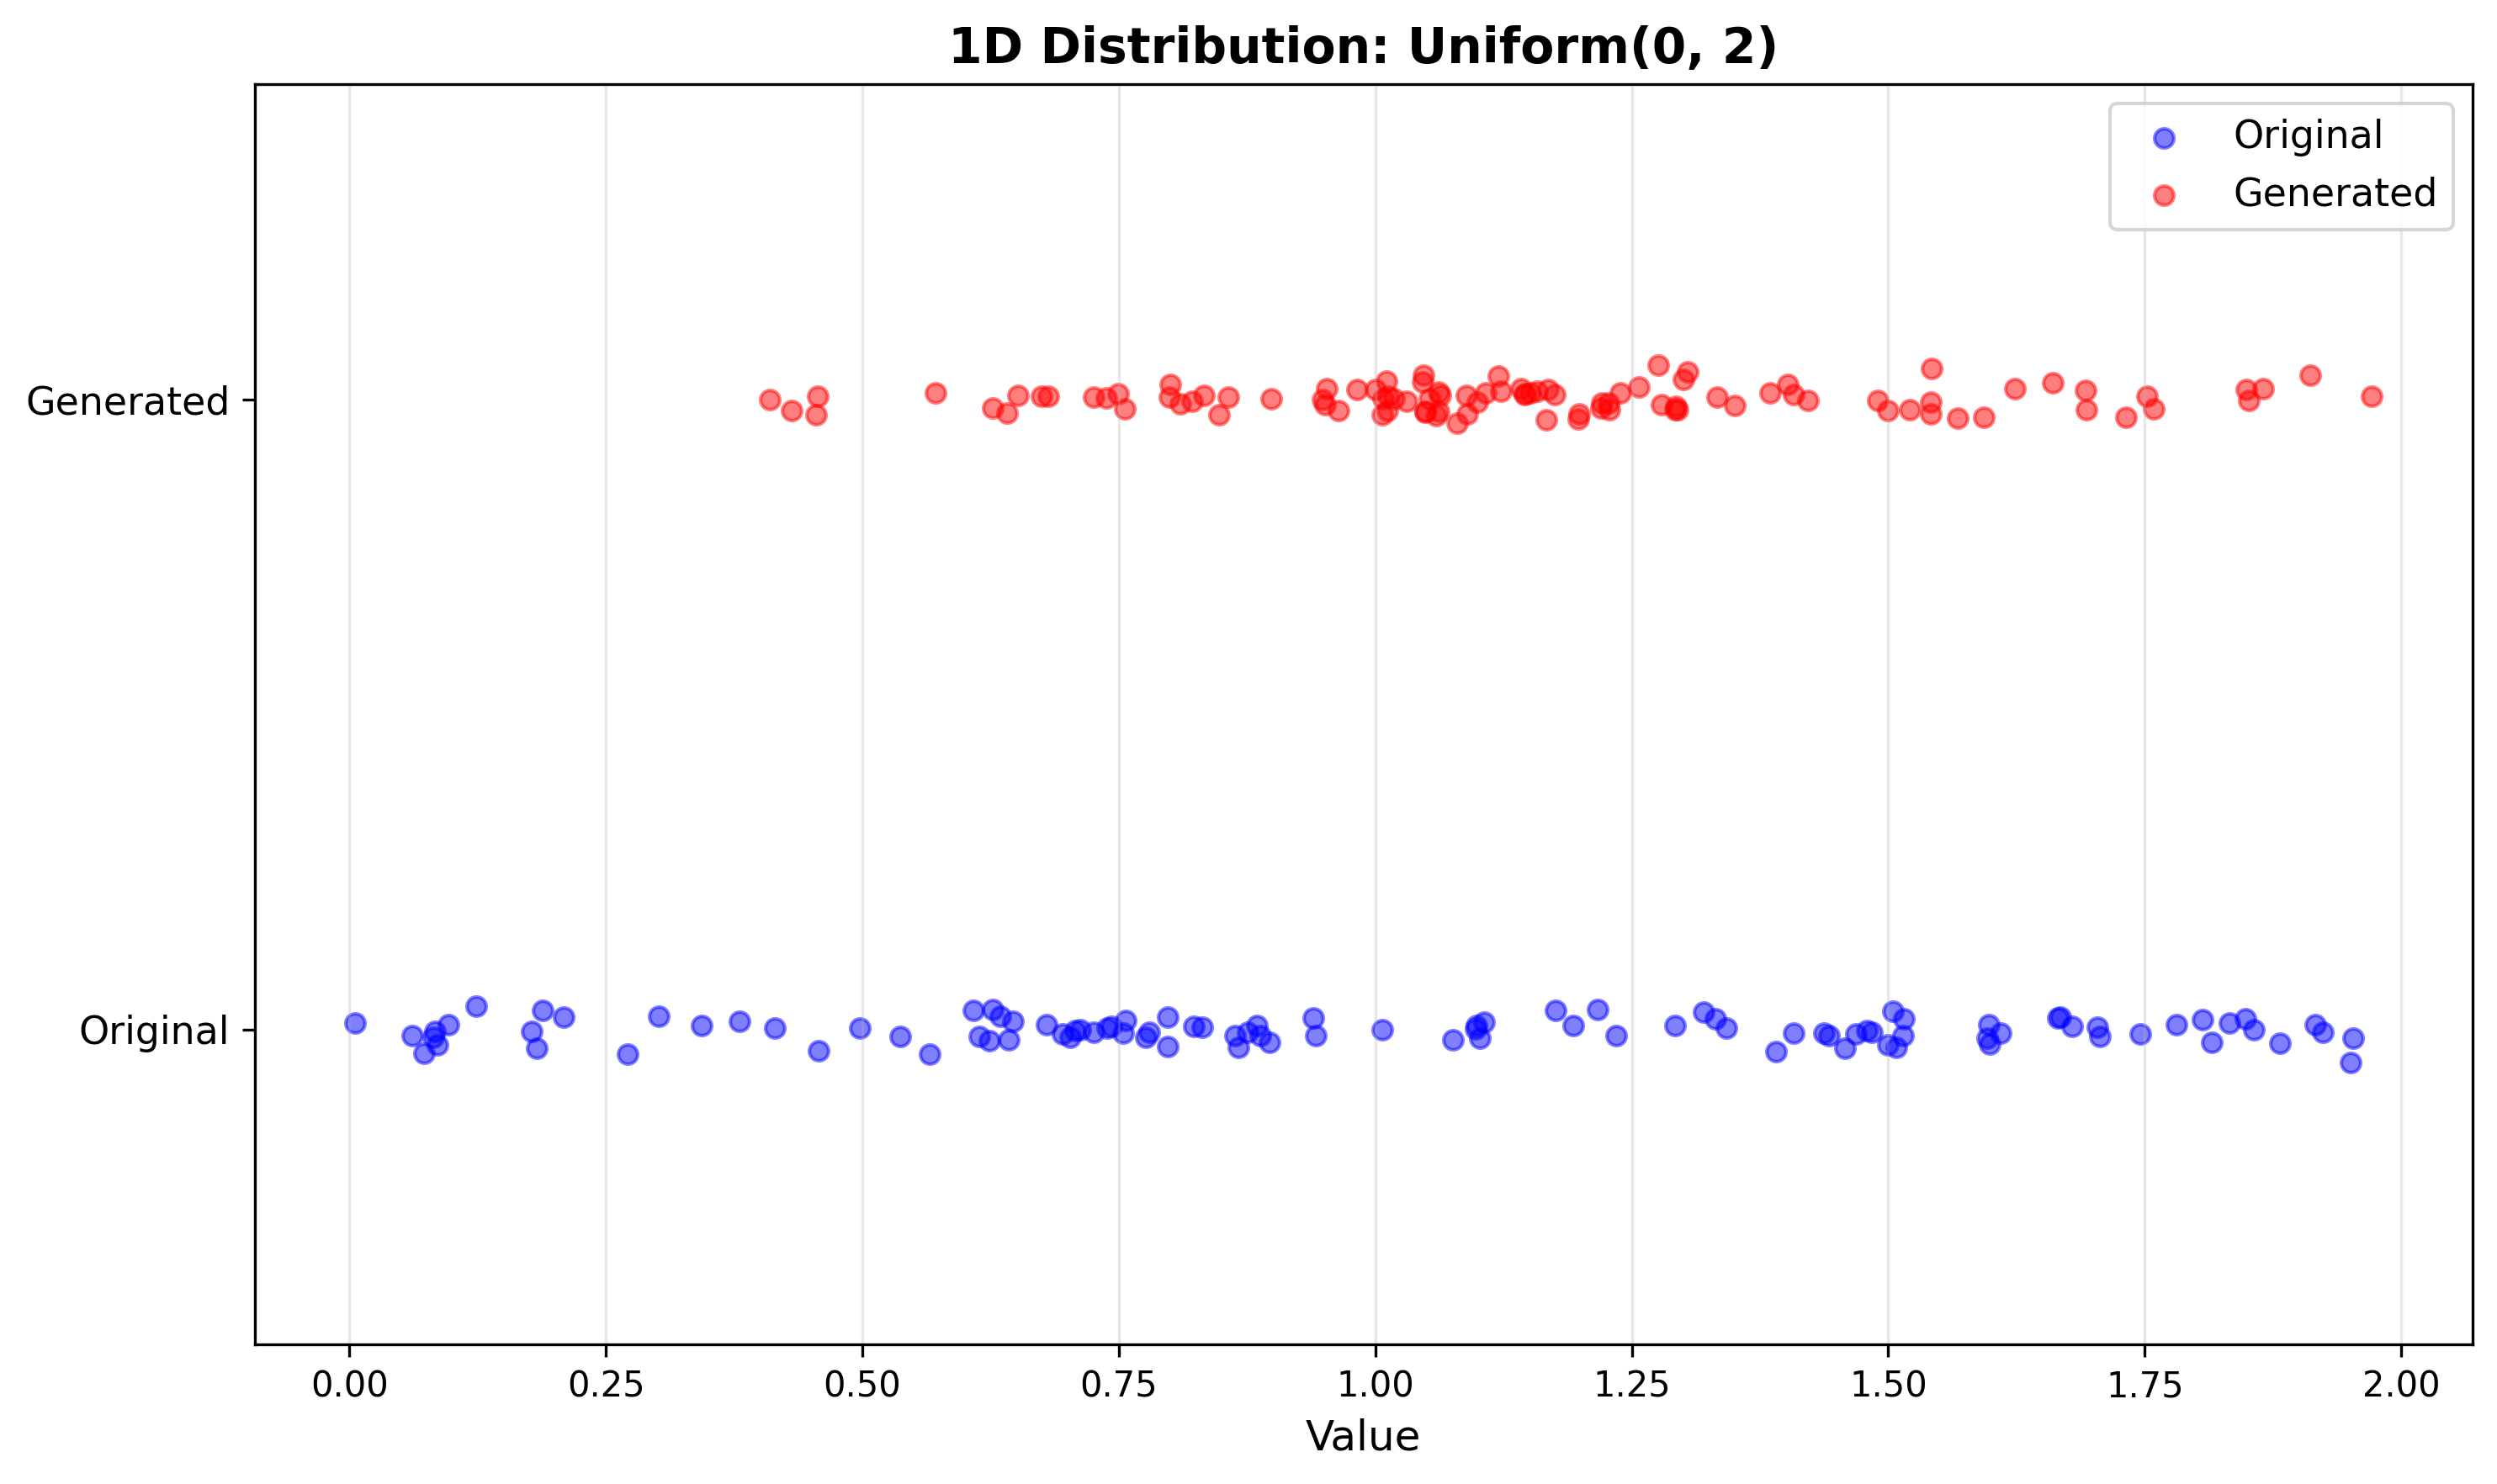 1D Distribution: Uniform(0, 2)
Original
Generated
Generated
Original
0.00 0.25 0.50 0.75 1.00 1.25 1.50 1.75 2.00
Value